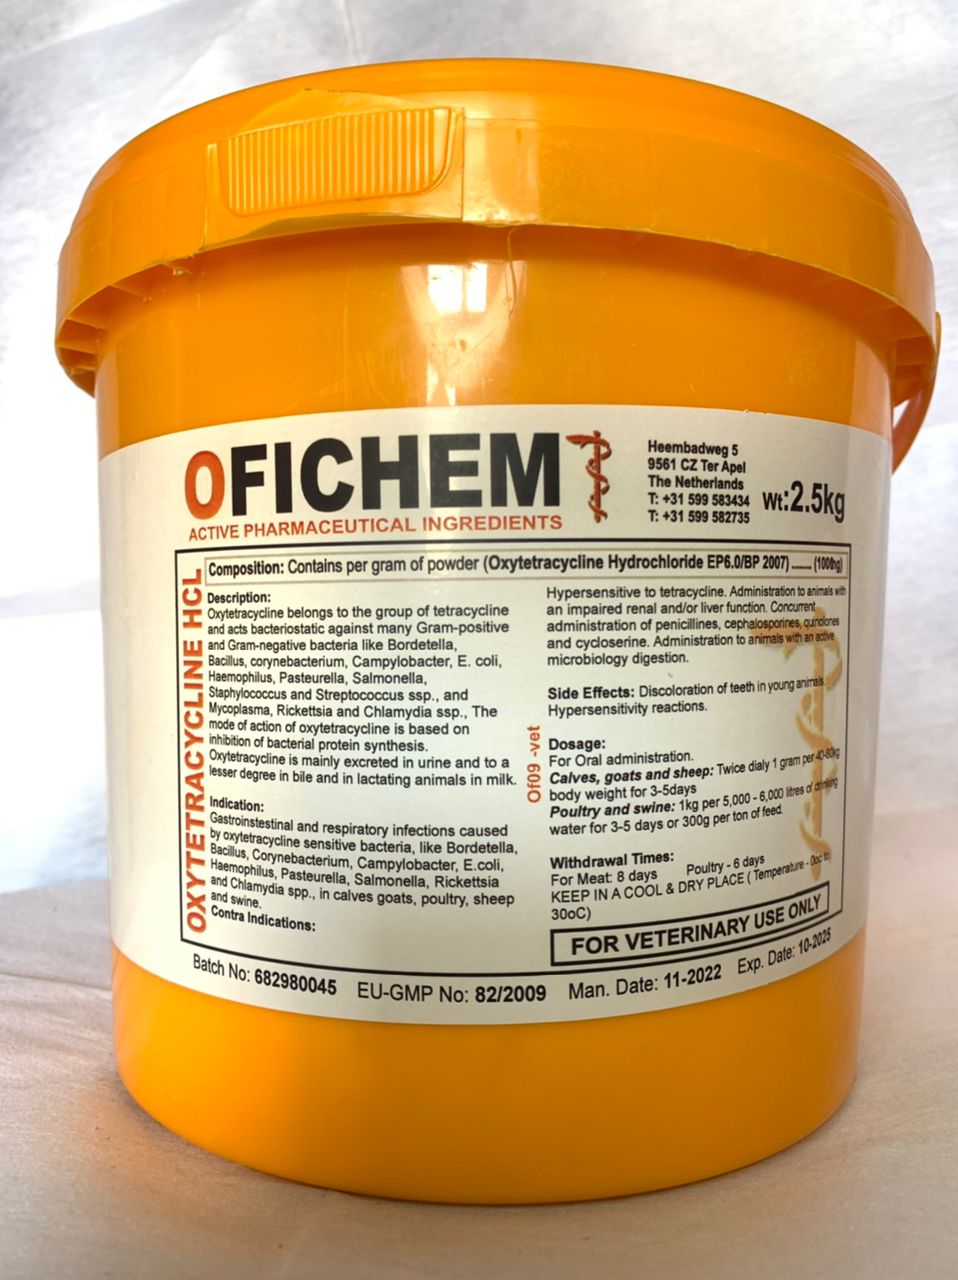 OFICHEM
ACTIVE PHARMACEUTICAL INGREDIENTS
Heembadweg 5
9561 CZ Ter Apel
The Netherlands
T: +31 599 583434
T: +31 599 582735
Wt:2.5kg
OXYTETRACYCLINE HCL
Composition: Contains per gram of powder (Oxytetracycline Hydrochloride EP6.0/BP 2007) ........
Description:
Oxytetracycline belongs to the group of tetracycline
and acts bacteriostatic against many Gram-positive
and Gram-negative bacteria like Bordetella,
Bacillus, corynebacterium, Campylobacter, E. coli,
Haemophilus, Pasteurella, Salmonella,
Staphylococcus and Streptococcus ssp., and
Mycoplasma, Rickettsia and Chlamydia ssp., The
mode of action of oxytetracycline is based on
inhibition of bacterial protein synthesis.
Oxytetracycline is mainly excreted in urine and to a
lesser degree in bile and in lactating animals in milk.
Indication:
Gastroinstestinal and respiratory infections caused
by oxytetracycline sensitive bacteria, like Bordetella,
Bacillus, Corynebacterium, Campylobacter, E.coli,
Haemophilus, Pasteurella, Salmonella, Rickettsia
and Chlamydia spp., in calves goats, poultry, sheep
and swine.
Contra Indications:
Of09 -vet
Hypersensitive to tetracycline. Administration to animals with
an impaired renal and/or liver function. Concurrent
administration of penicillines, cephalosporines, quinolones
and cycloserine. Administration to animals with an active
microbiology digestion.
Side Effects: Discoloration of teeth in young animals.
Hypersensitivity reactions.
Dosage:
For Oral administration.
Calves, goats and sheep: Twice dialy 1 gram per 40-80kg
body weight for 3-5days
Poultry and swine: 1kg per 5,000 - 6,000 litres of drinking
water for 3-5 days or 300g per ton of feed.
Withdrawal Times:
For Meat: 8 days Poultry - 6 days
KEEP IN A COOL & DRY PLACE ( Temperature - 0oc to
30oC)
FOR VETERINARY USE ONLY
Batch No: 682980045 EU-GMP No: 82/2009 Man. Date: 11-2022 Exp. Date: 10-2025